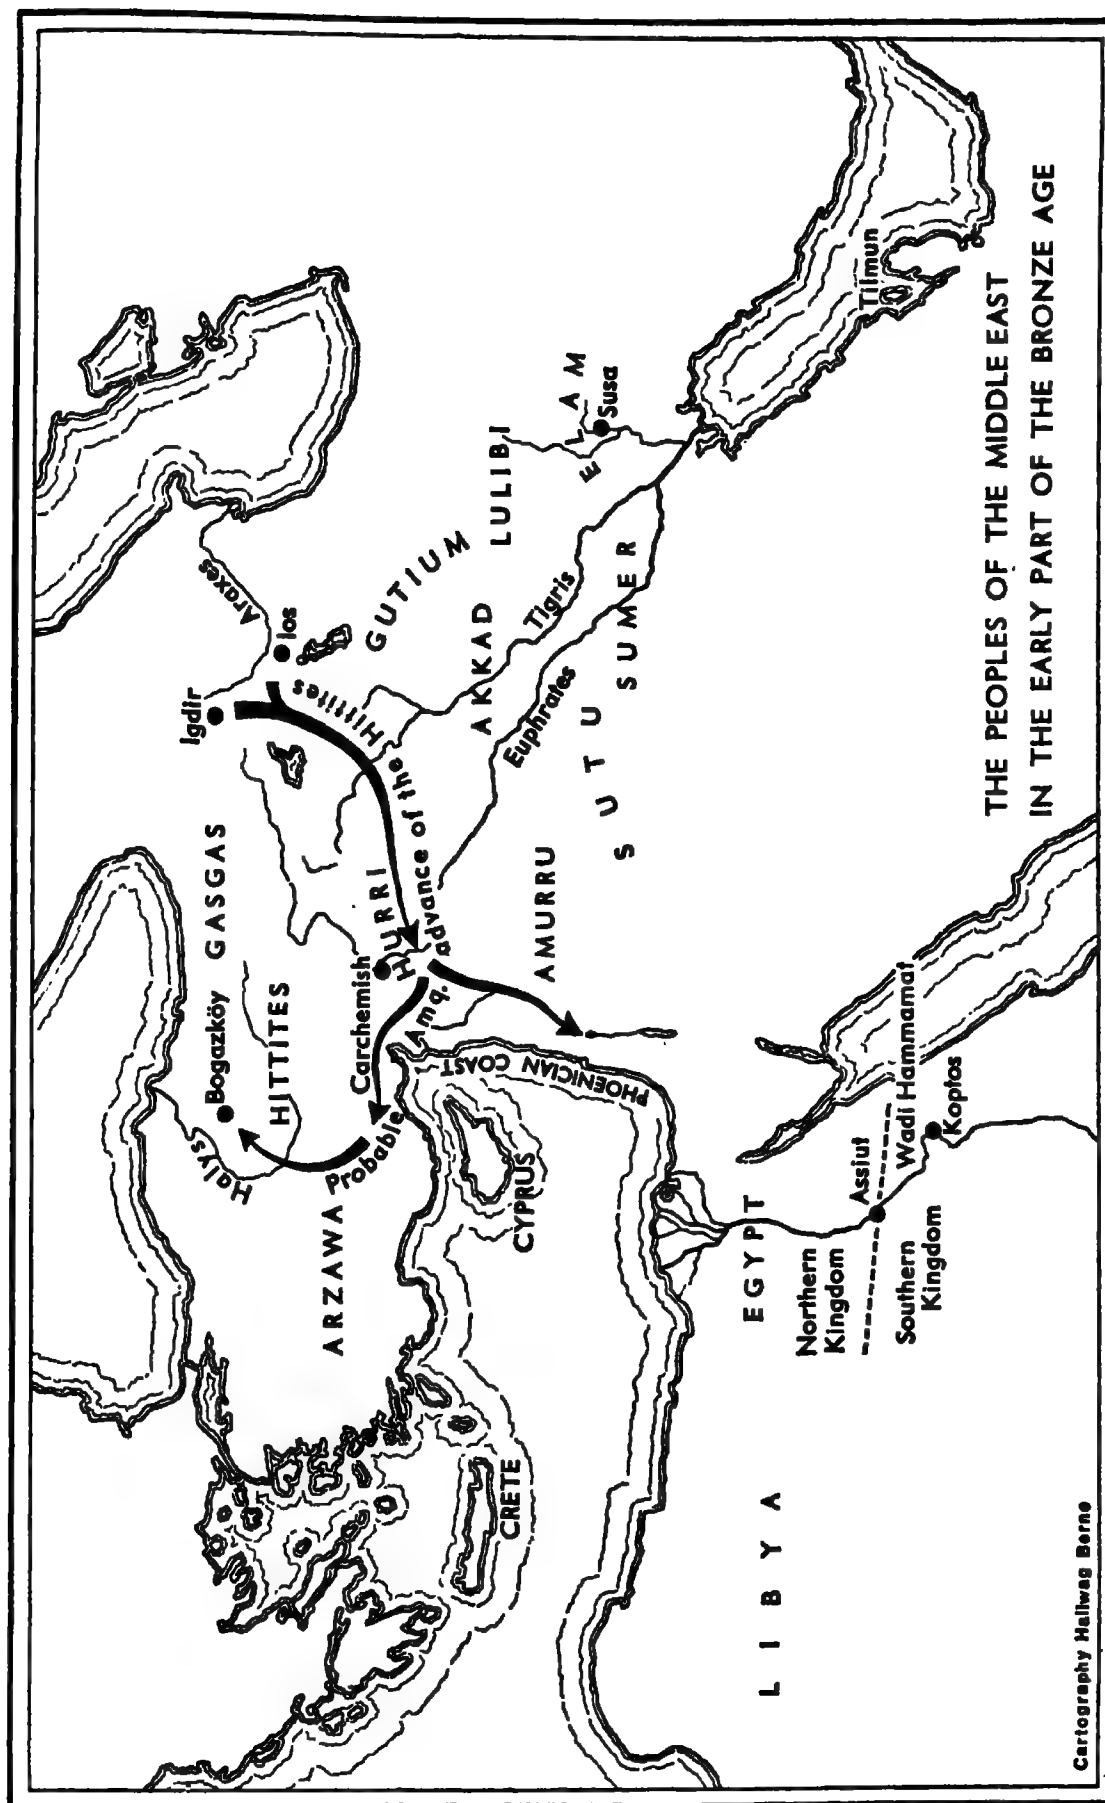 THE PEOPLES OF THE MIDDLE EAST
IN THE EARLY PART OF THE BRONZE AGE
Igdir
Ios
Araxes
GASGAS
Bogazköy
Halys
HITTITES
ARZAWA
Probable advance of the Hittites
Carchemish
HURRI
Amq.
GUTIUM
LULIBI
ELAM
Susa
AKKAD
Tigris
Euphrates
SUMER
SUTU
AMURRU
PHOENICIAN COAST
CYPRUS
CRETE
Tilmun
EGYPT
Northern
Kingdom
Assiut
Wadi Hammamat
Southern
Kingdom
Koptos
LIBYA
Cartography Hallwag Berne